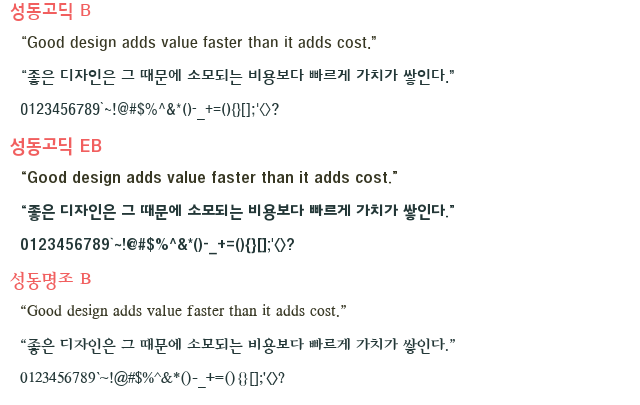 성동고딕 B
“Good design adds value faster than it adds cost.”
“좋은 디자인은 그 때문에 소모되는 비용보다 빠르게 가치가 쌓인다.”
0123456789`~!@#$%^&*()-_+=(){}[];'<>?
성동고딕 EB
“Good design adds value faster than it adds cost.”
“좋은 디자인은 그 때문에 소모되는 비용보다 빠르게 가치가 쌓인다.”
0123456789`~!@#$%^&*()-_+=(){}[];'<>?
성동명조 B
“Good design adds value faster than it adds cost.”
“좋은 디자인은 그 때문에 소모되는 비용보다 빠르게 가치가 쌓인다.”
0123456789`~!@#$%^&*()-_+=(){}[];'<>?